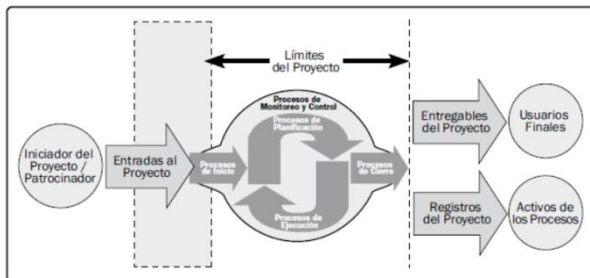 Límites
del Proyecto
Procesos de
Monitoreo y Control
Procesos de
Planificación
Iniciador del
Proyecto /
Patrocinador
Entradas al
Proyecto
Procesos
de Inicio
Procesos
de Cierre
Procesos de
Ejecución
Entregables
del Proyecto
Usuarios
Finales
Registros
del Proyecto
Activos de
los Procesos